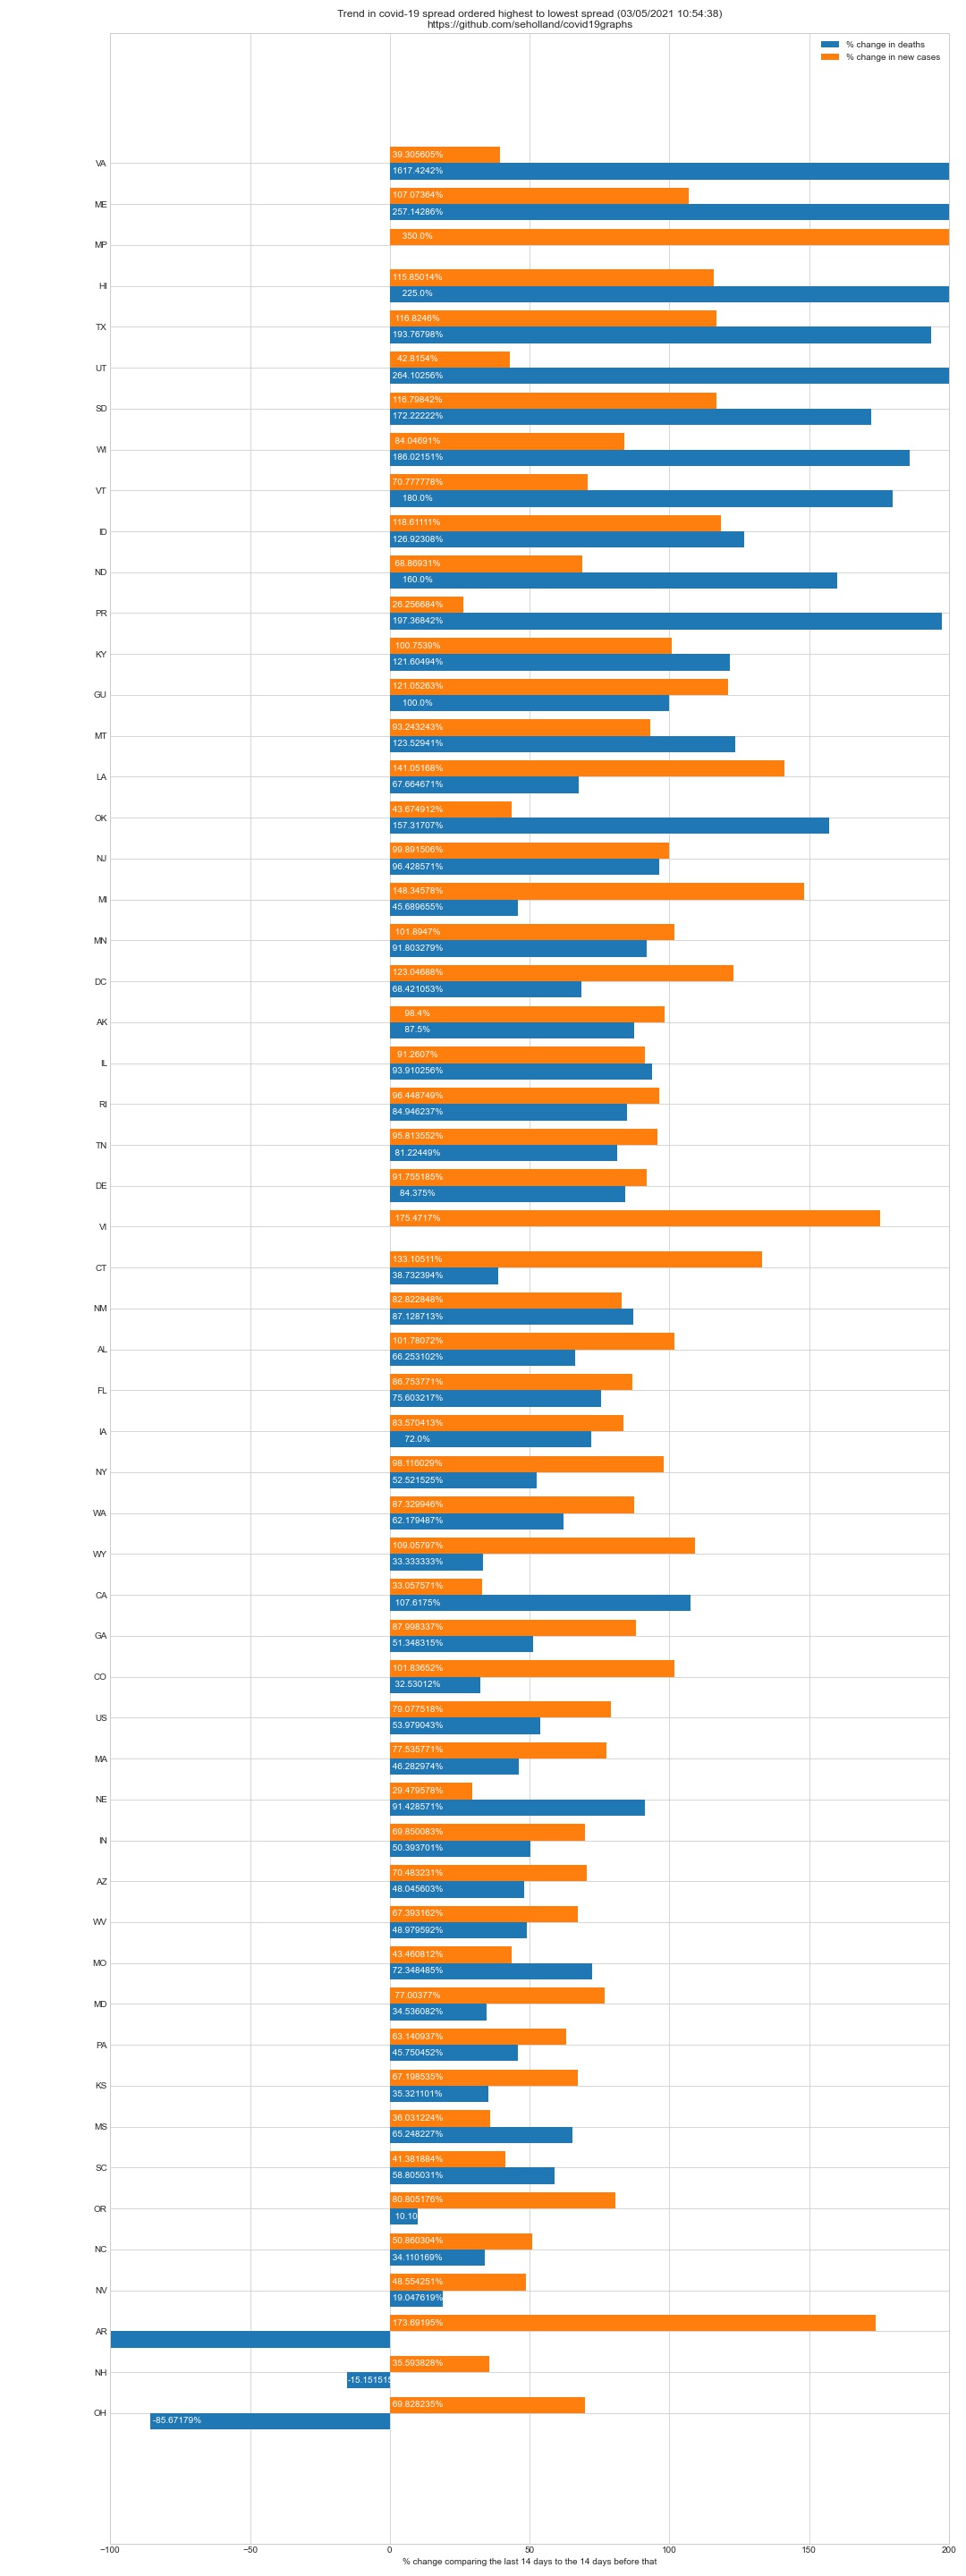 Trend in covid-19 spread ordered highest to lowest spread (03/05/2021 10:54:38)
https://github.com/seholland/covid19graphs
% change in deaths
% change in new cases
39.305605%
VA
1617.4242%
107.07364%
ME
257.14286%
350.0%
MP
115.85014%
HI
225.0%
116.8246%
TX
193.76798%
42.8154%
UT
264.10256%
116.79842%
SD
172.22222%
84.04691%
WI
186.02151%
70.777778%
VT
180.0%
118.61111%
ID
126.92308%
68.86931%
ND
160.0%
26.256684%
PR
197.36842%
100.7539%
KY
121.60494%
121.05263%
GU
100.0%
93.243243%
MT
123.52941%
141.05168%
LA
67.664671%
43.674912%
OK
157.31707%
99.891506%
NJ
96.428571%
148.34578%
MI
45.689655%
101.8947%
MN
91.803279%
123.04688%
DC
68.421053%
98.4%
AK
87.5%
91.2607%
IL
93.910256%
96.448749%
RI
84.946237%
95.813552%
TN
81.22449%
91.755185%
DE
84.375%
175.4717%
VI
133.10511%
CT
38.732394%
82.822848%
NM
87.128713%
101.78072%
AL
66.253102%
86.753771%
FL
75.603217%
83.570413%
IA
72.0%
98.116029%
NY
52.521525%
87.329946%
WA
62.179487%
109.05797%
WY
33.333333%
33.057571%
CA
107.6175%
87.998337%
GA
51.348315%
101.83652%
CO
32.53012%
79.077518%
US
53.979043%
77.535771%
MA
46.282974%
29.479578%
NE
91.428571%
69.850083%
IN
50.393701%
70.483231%
AZ
48.045603%
67.393162%
WV
48.979592%
43.460812%
MO
72.348485%
77.00377%
MD
34.536082%
63.140937%
PA
45.750452%
67.198535%
KS
35.321101%
36.031224%
MS
65.248227%
41.381884%
SC
58.805031%
80.805176%
OR
10.10
50.860304%
NC
34.110169%
48.554251%
NV
19.047619%
173.69195%
AR
35.593828%
NH
-15.151515
69.828235%
OH
-85.67179%
−100
−50
0
50
100
150
200
% change comparing the last 14 days to the 14 days before that